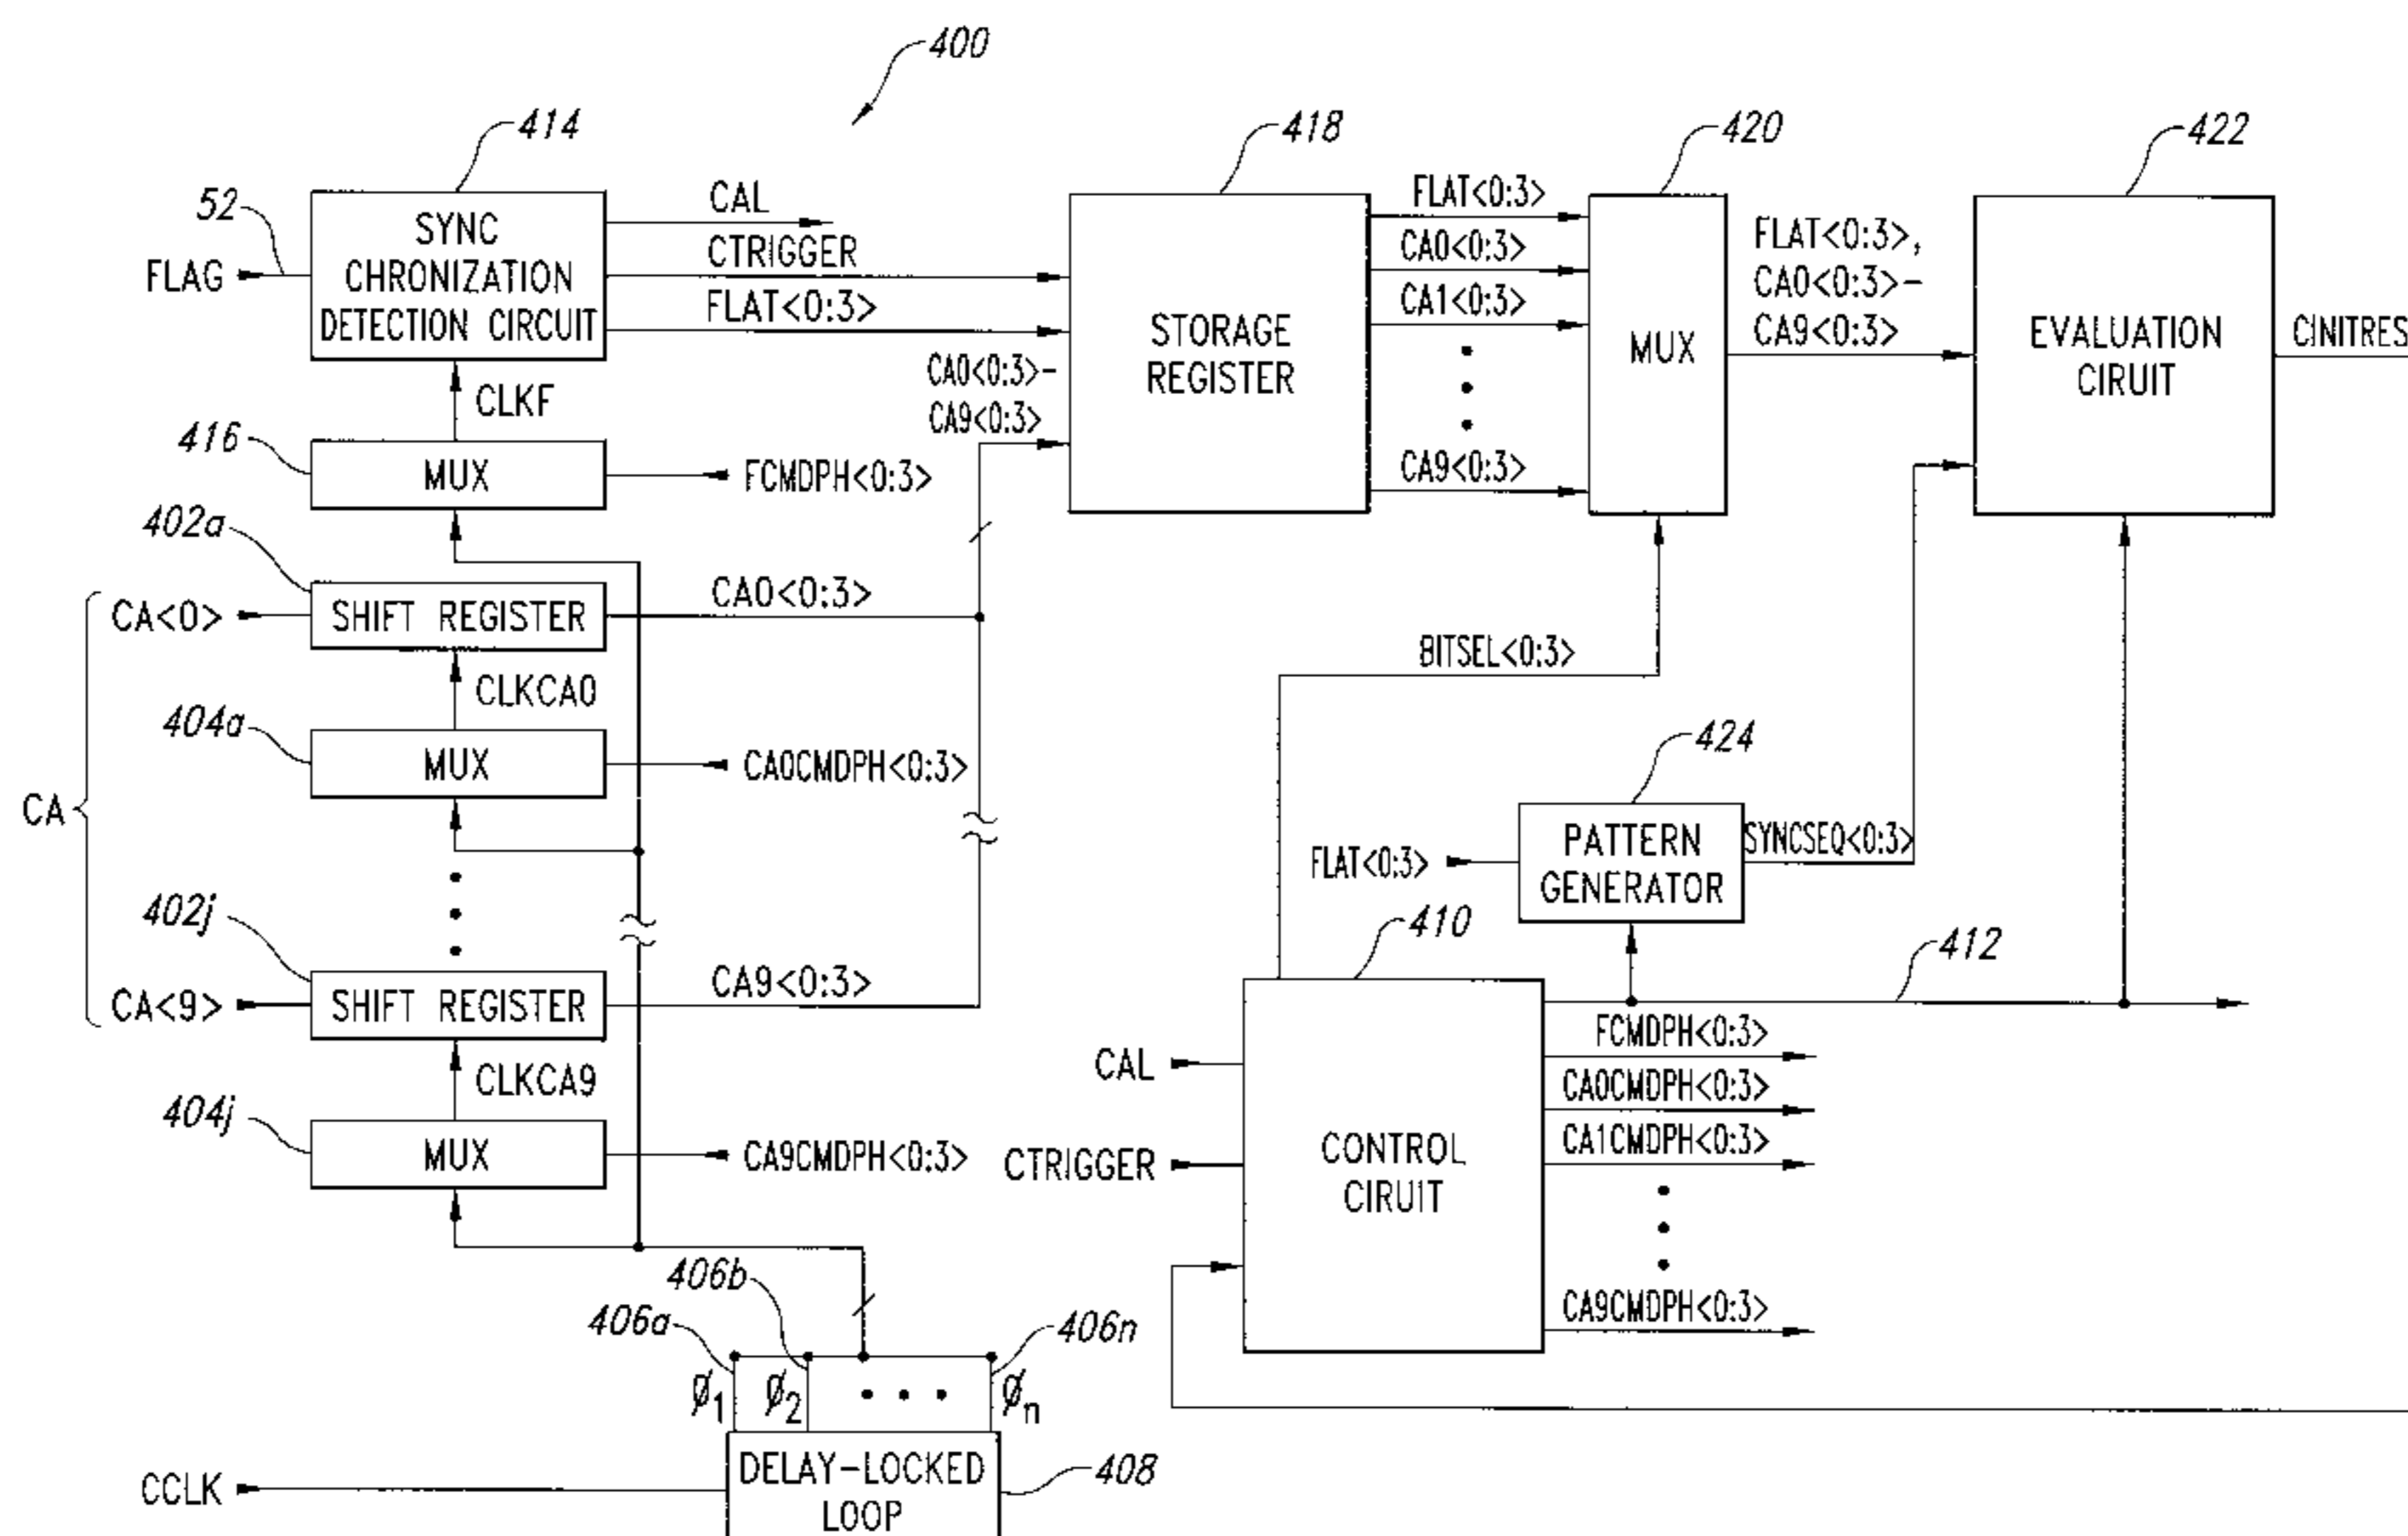 400
414
418
420
422
52
FLAG
SYNC
CHRONIZATION
DETECTION CIRCUIT
CAL
CTRIGGER
FLAT<0:3>
CA0<0:3>-
CA9<0:3>
STORAGE
REGISTER
FLAT<0:3>
CA0<0:3>
CA1<0:3>
CA9<0:3>
MUX
FLAT<0:3>,
CA0<0:3>-
CA9<0:3>
EVALUATION
CIRUIT
CINITRES
CLKF
416
MUX
FCMDPH<0:3>
402a
CA<0>
SHIFT REGISTER
CA0<0:3>
CLKCA0
404a
MUX
CA0CMDPH<0:3>
CA
402j
CA<9>
SHIFT REGISTER
CA9<0:3>
CLKCA9
404j
MUX
CA9CMDPH<0:3>
BITSEL<0:3>
424
FLAT<0:3>
PATTERN
GENERATOR
SYNCSEQ<0:3>
410
412
CAL
CTRIGGER
CONTROL
CIRUIT
FCMDPH<0:3>
CA0CMDPH<0:3>
CA1CMDPH<0:3>
CA9CMDPH<0:3>
406a
406b
406n
ø1
ø2
øn
CCLK
DELAY-LOCKED
LOOP
408